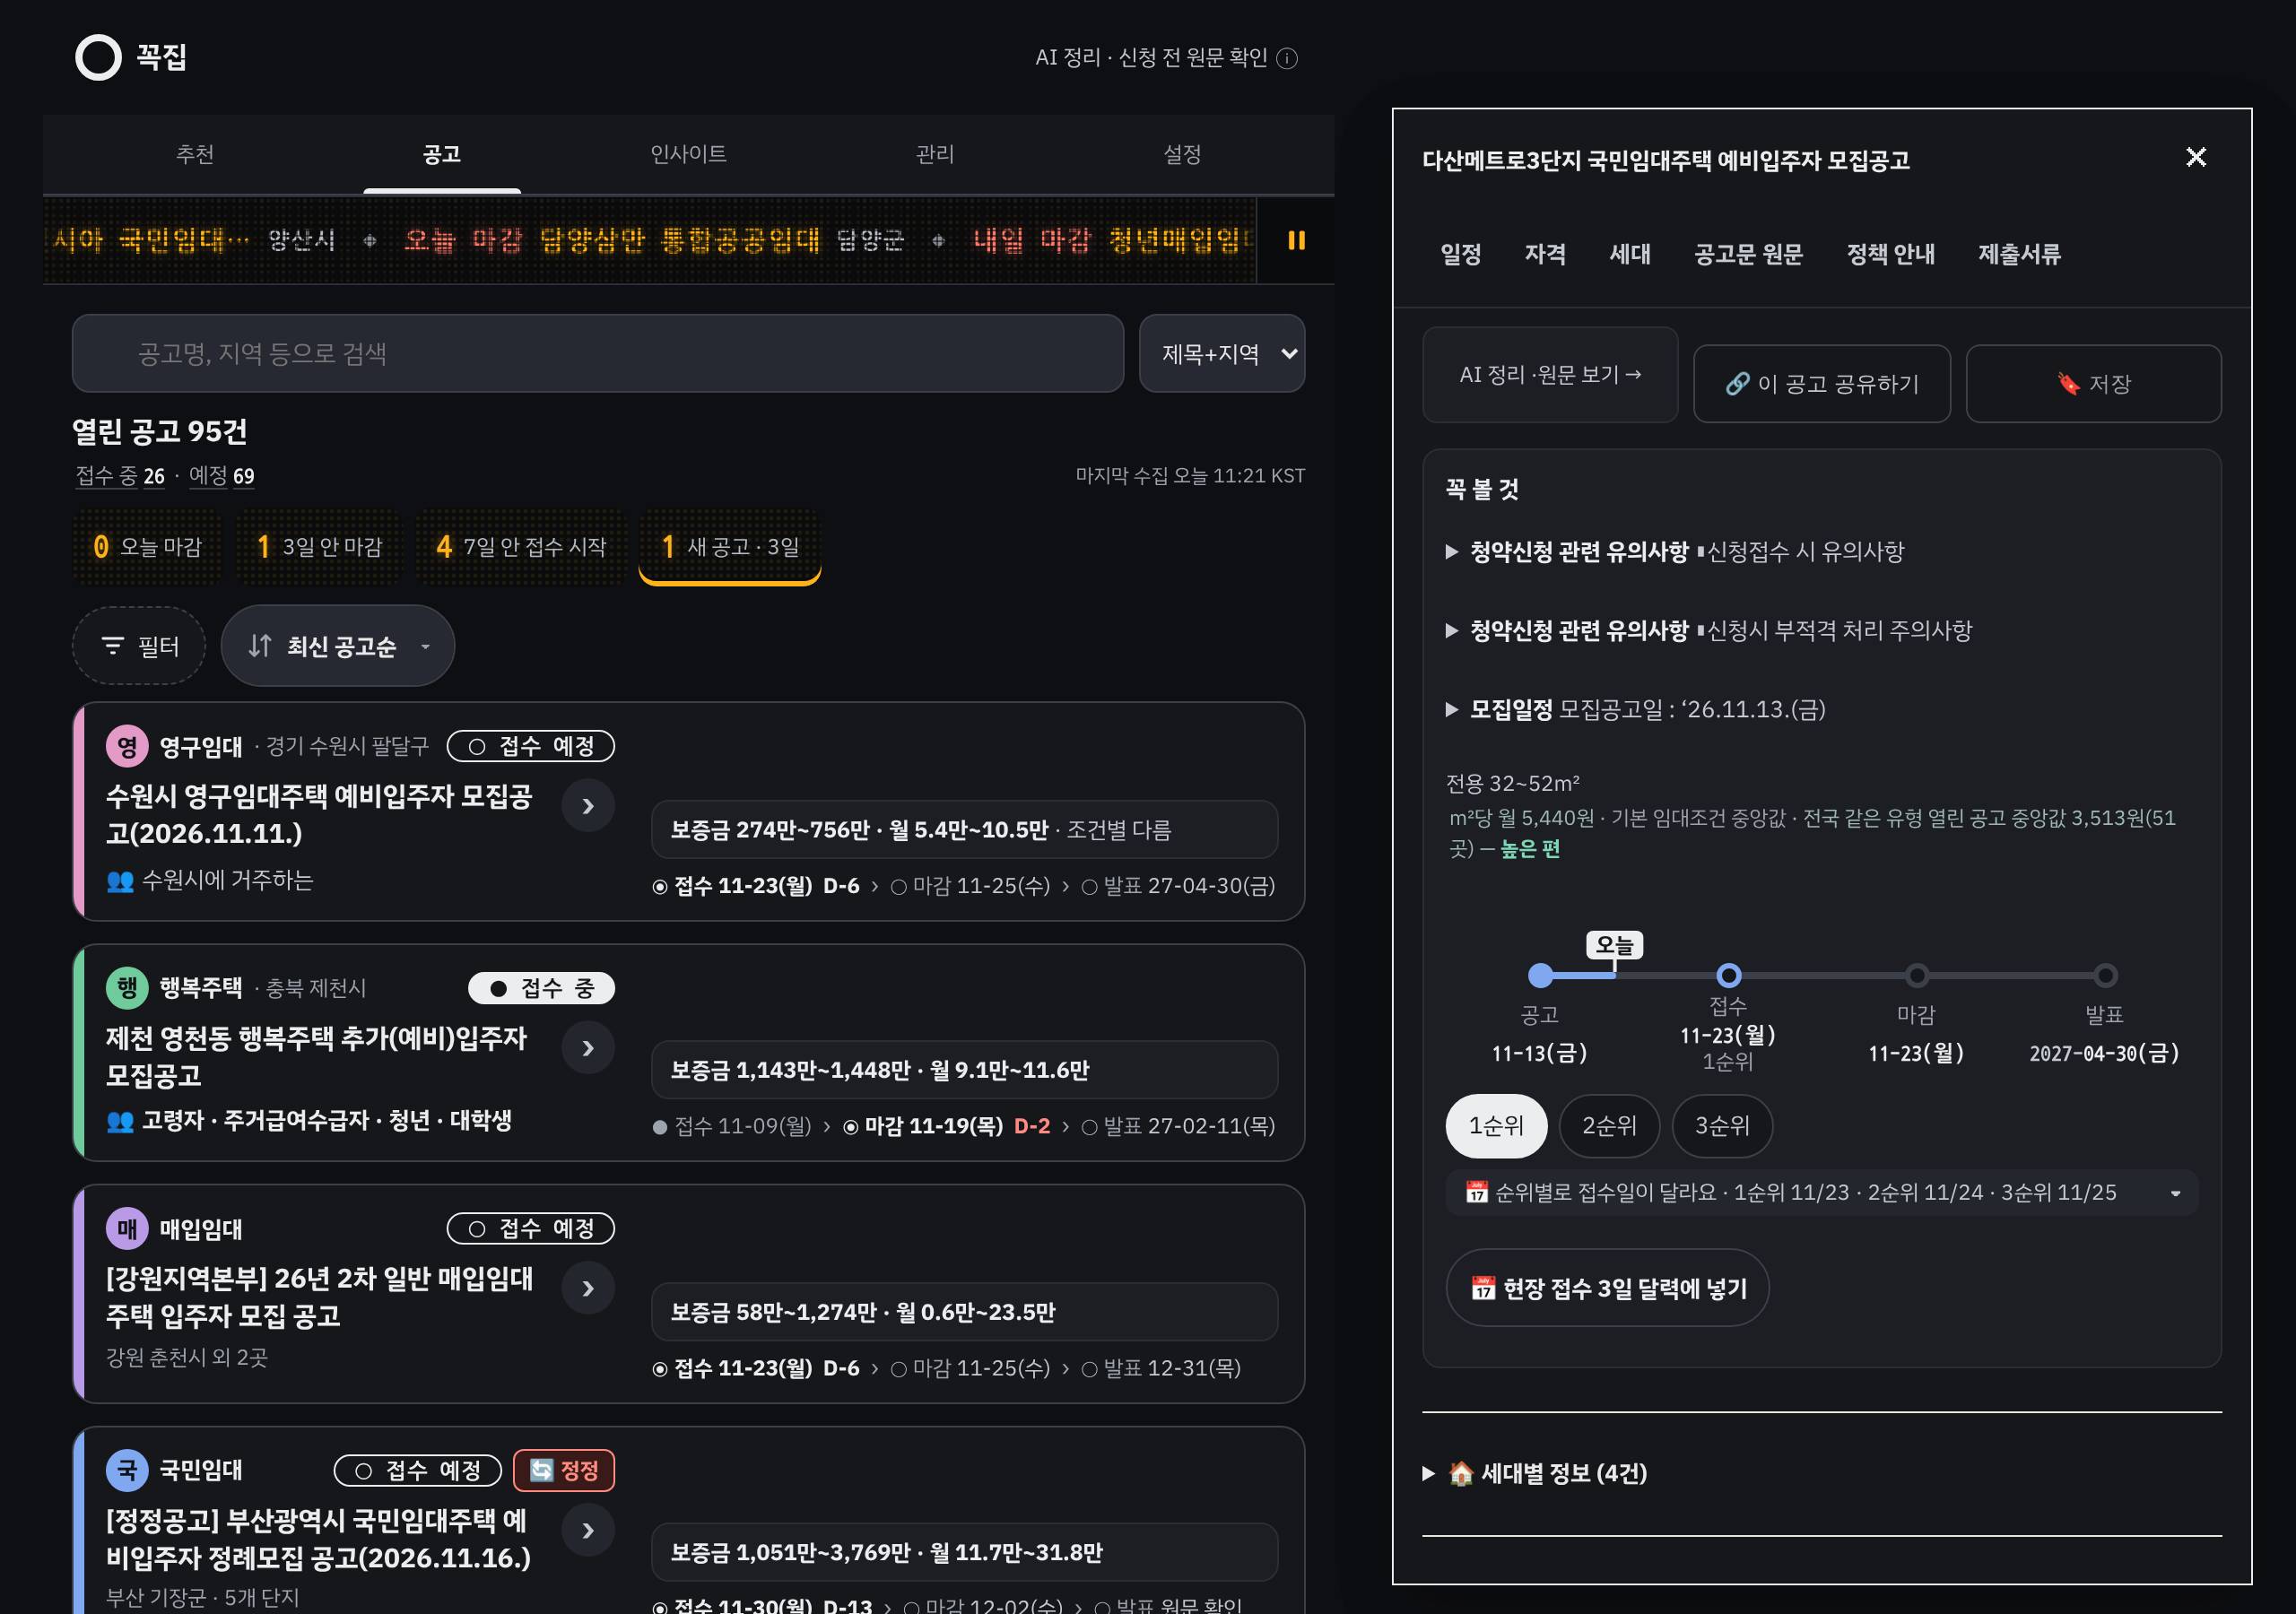 꼭집
AI 정리 · 신청 전 원문 확인 ⓘ
추천
공고
인사이트
관리
설정
시아 국민임대… 양산시 ◈ 오늘 마감 담양삼만 통합공공임대 담양군 ◈ 내일 마감 청년매입임대
공고명, 지역 등으로 검색
제목+지역
열린 공고 95건
접수 중 26 · 예정 69
마지막 수집 오늘 11:21 KST
0 오늘 마감
1 3일 안 마감
4 7일 안 접수 시작
1 새 공고 · 3일
필터
최신 공고순
영 영구임대 · 경기 수원시 팔달구 ○ 접수 예정
수원시 영구임대주택 예비입주자 모집공
고(2026.11.11.)
👥 수원시에 거주하는
보증금 274만~756만 · 월 5.4만~10.5만 · 조건별 다름
◉ 접수 11-23(월) D-6 › ○ 마감 11-25(수) › ○ 발표 27-04-30(금)
행 행복주택 · 충북 제천시 ● 접수 중
제천 영천동 행복주택 추가(예비)입주자
모집공고
👥 고령자 · 주거급여수급자 · 청년 · 대학생
보증금 1,143만~1,448만 · 월 9.1만~11.6만
● 접수 11-09(월) › ◉ 마감 11-19(목) D-2 › ○ 발표 27-02-11(목)
매 매입임대 ○ 접수 예정
[강원지역본부] 26년 2차 일반 매입임대
주택 입주자 모집 공고
강원 춘천시 외 2곳
보증금 58만~1,274만 · 월 0.6만~23.5만
◉ 접수 11-23(월) D-6 › ○ 마감 11-25(수) › ○ 발표 12-31(목)
국 국민임대 ○ 접수 예정 🔄 정정
[정정공고] 부산광역시 국민임대주택 예
비입주자 정례모집 공고(2026.11.16.)
부산 기장군 · 5개 단지
보증금 1,051만~3,769만 · 월 11.7만~31.8만
◉ 접수 11-30(월) D-13 › ○ 마감 12-02(수) › ○ 발표 원문 확인
다산메트로3단지 국민임대주택 예비입주자 모집공고
일정
자격
세대
공고문 원문
정책 안내
제출서류
AI 정리 ·원문 보기 →
🔗 이 공고 공유하기
🔖 저장
꼭 볼 것
▶ 청약신청 관련 유의사항 ▮신청접수 시 유의사항
▶ 청약신청 관련 유의사항 ▮신청시 부적격 처리 주의사항
▶ 모집일정 모집공고일 : ‘26.11.13.(금)
전용 32~52m²
m²당 월 5,440원 · 기본 임대조건 중앙값 · 전국 같은 유형 열린 공고 중앙값 3,513원(51
곳) — 높은 편
오늘
공고
11-13(금)
접수
11-23(월)
1순위
마감
11-23(월)
발표
2027-04-30(금)
1순위
2순위
3순위
📅 순위별로 접수일이 달라요 · 1순위 11/23 · 2순위 11/24 · 3순위 11/25
📅 현장 접수 3일 달력에 넣기
▶ 🏠 세대별 정보 (4건)